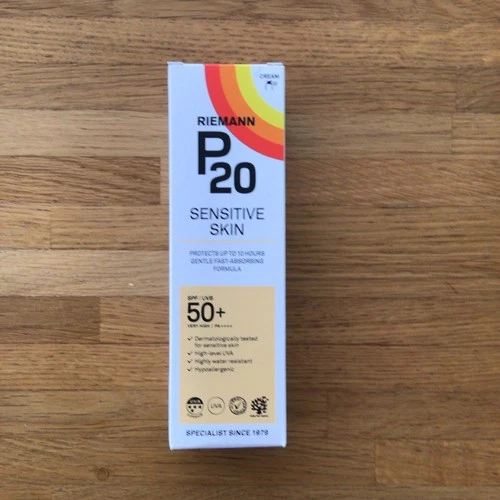 CREAM
RIEMANN
P20
SENSITIVE
SKIN
PROTECTS UP TO 10 HOURS
GENTLE FAST-ABSORBING
FORMULA
SPF | UVB
50+
VERY HIGH | PA++++
Dermatologically tested
for sensitive skin
High-level UVA
Highly water resistant
Hypoallergenic
UVA
SPECIALIST SINCE 1979